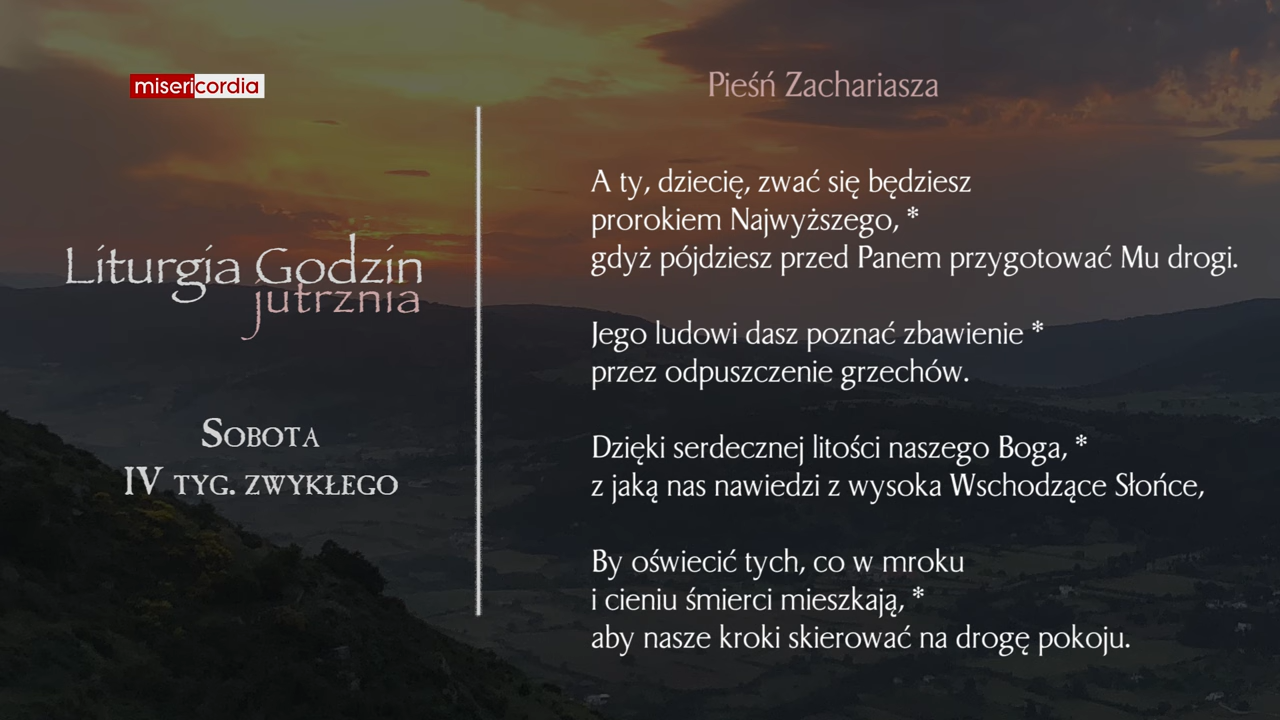 misericordia
Liturgia Godzin
jutrznia
Sobota
IV tyg. zwykłego
Pieśń Zachariasza
A ty, dziecię, zwać się będziesz
prorokiem Najwyższego, *
gdyż pójdziesz przed Panem przygotować Mu drogi.
Jego ludowi dasz poznać zbawienie *
przez odpuszczenie grzechów.
Dzięki serdecznej litości naszego Boga, *
z jaką nas nawiedzi z wysoka Wschodzące Słońce,
By oświecić tych, co w mroku
i cieniu śmierci mieszkają, *
aby nasze kroki skierować na drogę pokoju.